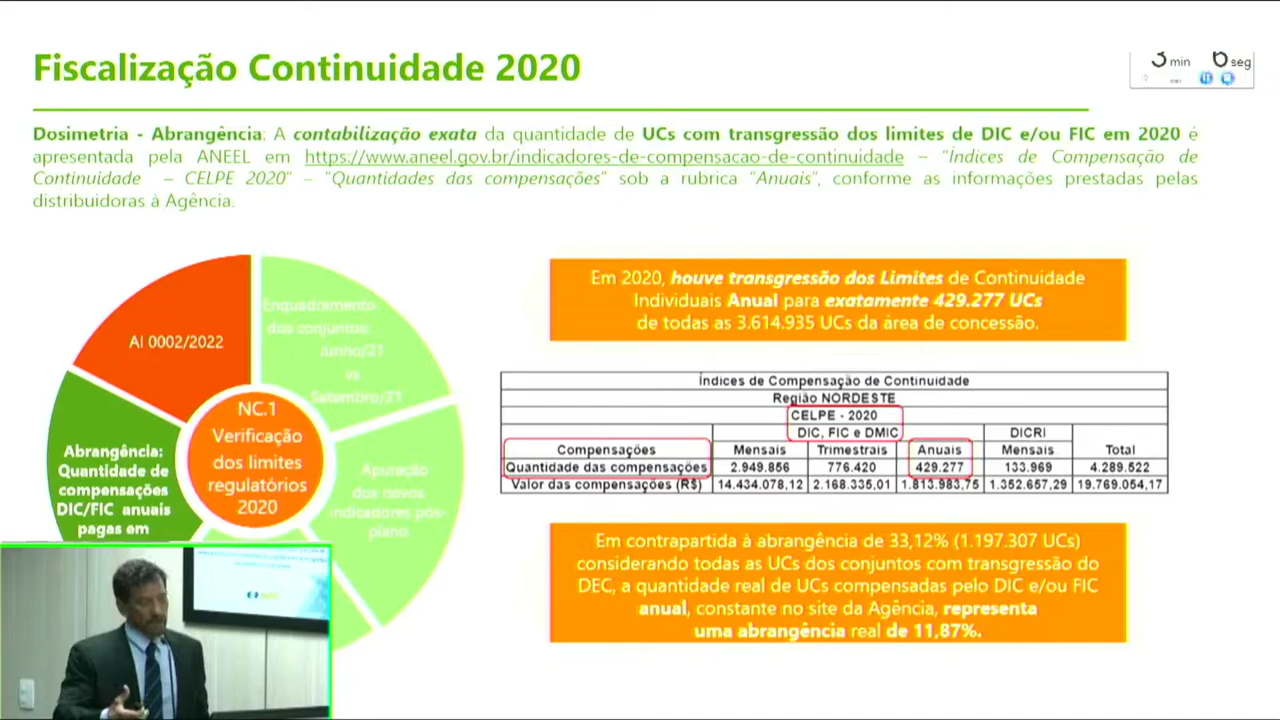 Fiscalização Continuidade 2020
3 min 6 seg
Dosimetria - Abrangência: A contabilização exata da quantidade de UCs com transgressão dos limites de DIC e/ou FIC em 2020 é
apresentada pela ANEEL em https://www.aneel.gov.br/indicadores-de-compensacao-de-continuidade – "Índices de Compensação de
Continuidade – CELPE 2020" – "Quantidades das compensações" sob a rubrica "Anuais", conforme as informações prestadas pelas
distribuidoras à Agência.
AI 0002/2022
Enquadramento
dos conjuntos:
Junho/21
vs
Setembro/21
NC.1
Verificação
dos limites
regulatórios
2020
Abrangência:
Quantidade de
compensações
DIC/FIC anuais
pagas em
Apuração
dos novos
indicadores pós-
plano
Em 2020, houve transgressão dos Limites de Continuidade
Individuais Anual para exatamente 429.277 UCs
de todas as 3.614.935 UCs da área de concessão.
Índices de Compensação de Continuidade
Região NORDESTE
CELPE - 2020
DIC, FIC e DMIC DICRI
Compensações Mensais Trimestrais Anuais Mensais Total
Quantidade das compensações 2.949.856 776.420 429.277 133.969 4.289.522
Valor das compensações (R$) 14.434.078,12 2.168.335,01 1.813.983,75 1.352.657,29 19.769.054,17
Em contrapartida à abrangência de 33,12% (1.197.307 UCs)
considerando todas as UCs dos conjuntos com transgressão do
DEC, a quantidade real de UCs compensadas pelo DIC e/ou FIC
anual, constante no site da Agência, representa
uma abrangência real de 11,87%.